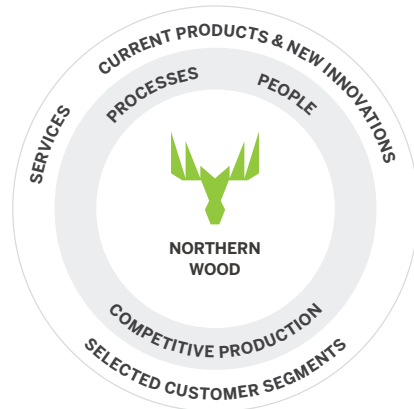 CURRENT PRODUCTS & NEW INNOVATIONS
SERVICES
PROCESSES
PEOPLE
NORTHERN
WOOD
COMPETITIVE PRODUCTION
SELECTED CUSTOMER SEGMENTS